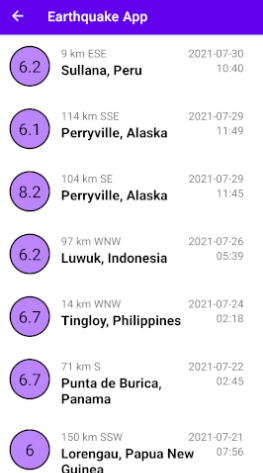 ← Earthquake App
6.2 9 km ESE 2021-07-30
Sullana, Peru 10:40
6.1 114 km SSE 2021-07-29
Perryville, Alaska 11:49
8.2 104 km SE 2021-07-29
Perryville, Alaska 11:45
6.2 97 km WNW 2021-07-26
Luwuk, Indonesia 05:39
6.7 14 km WNW 2021-07-24
Tingloy, Philippines 02:18
6.7 71 km S 2021-07-22
Punta de Burica, 02:45
Panama
6 150 km SSW 2021-07-21
Lorengau, Papua New 07:56
Guinea